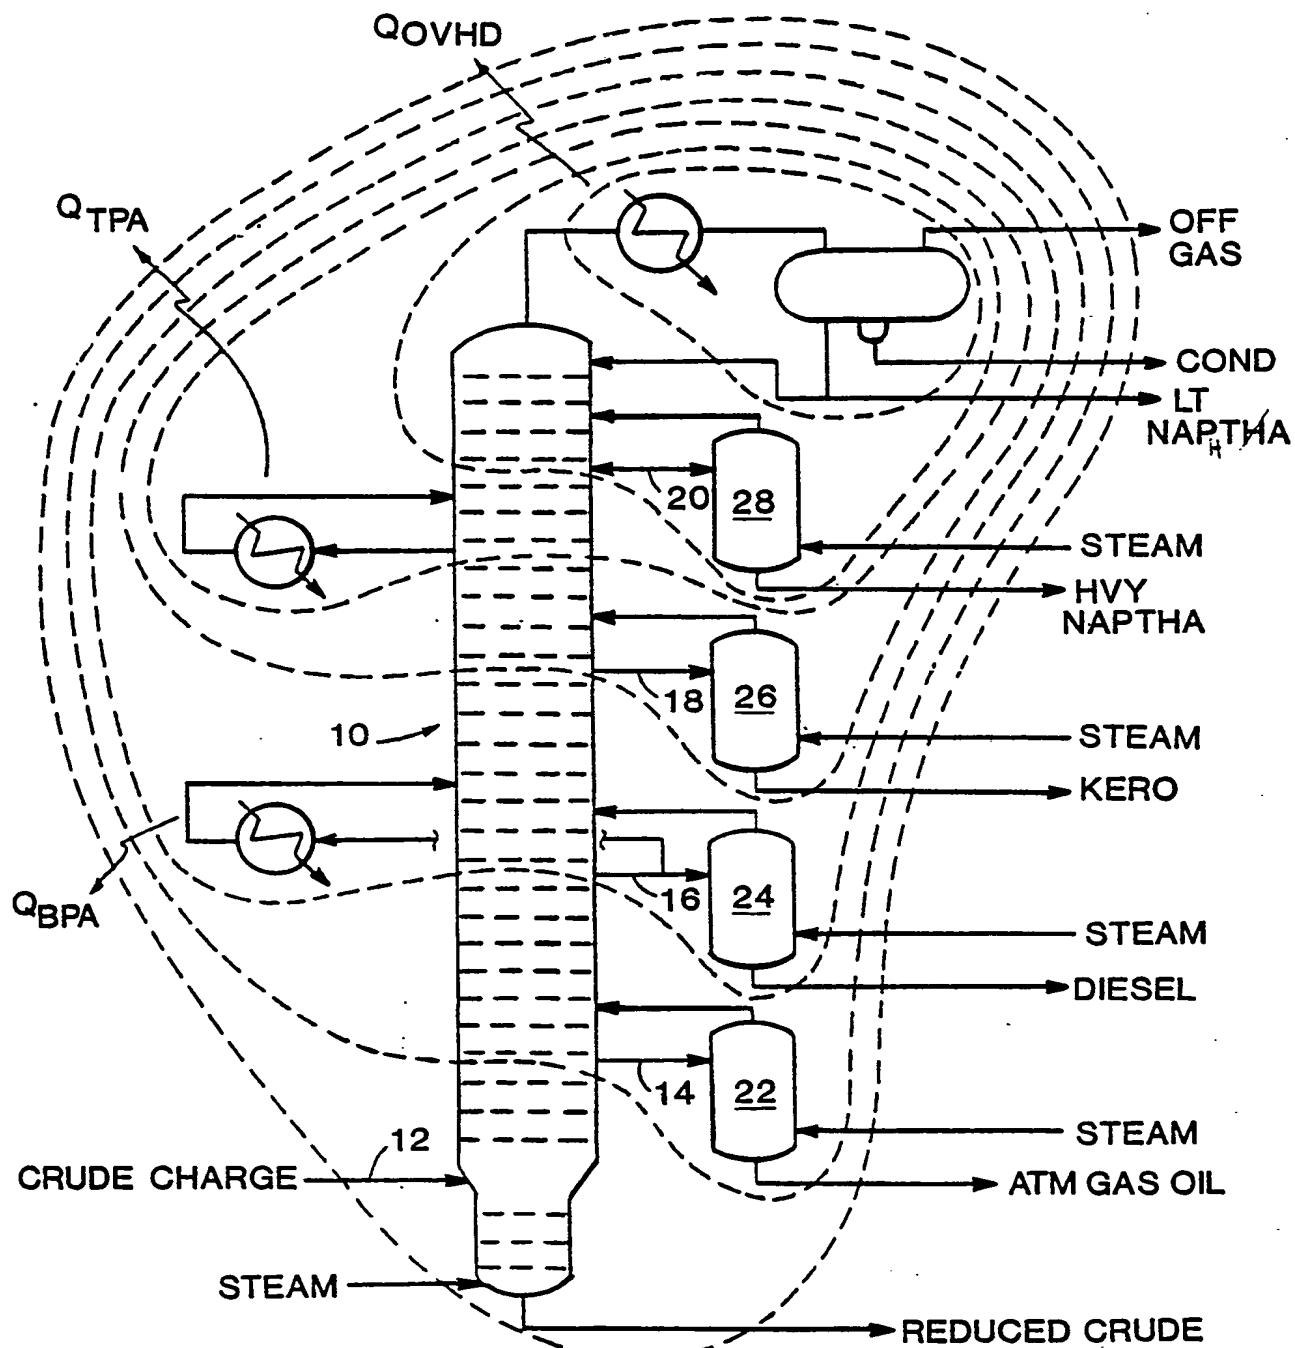 QOVHD
QTPA
OFF
GAS
COND
LT
NAPTHA
H
20
28
STEAM
HVY
NAPTHA
18
26
STEAM
10
KERO
16
24
QBPA
STEAM
DIESEL
14
22
STEAM
12
CRUDE CHARGE
ATM GAS OIL
STEAM
REDUCED CRUDE